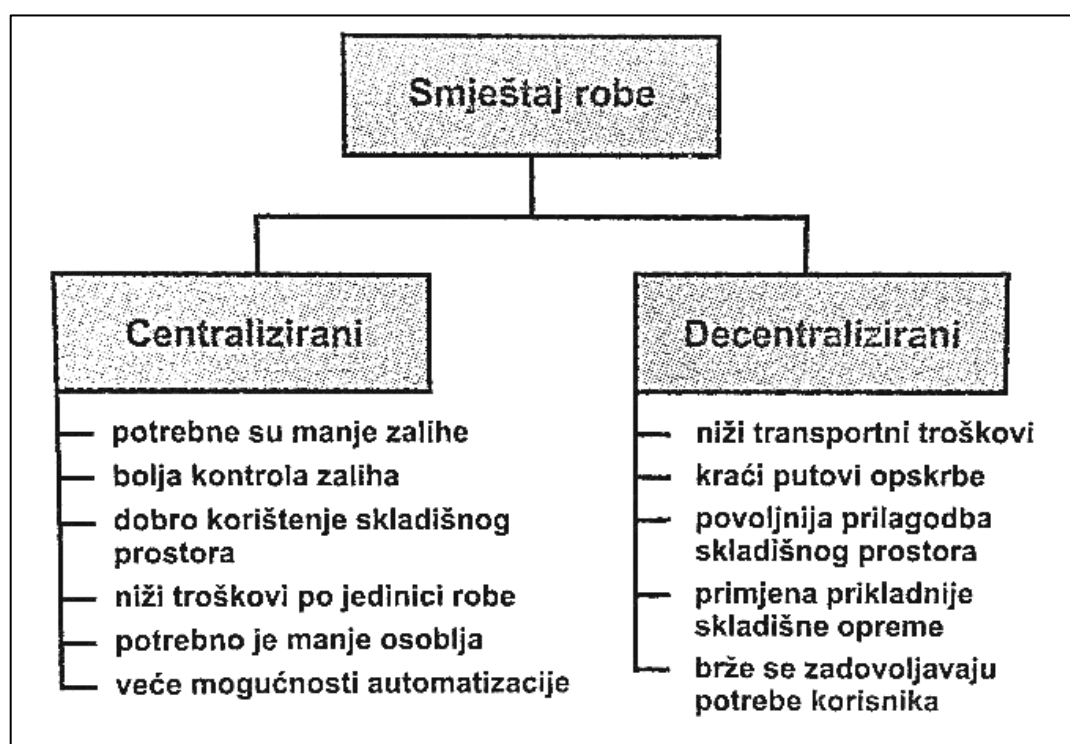 Smještaj robe
Centralizirani
potrebne su manje zalihe
bolja kontrola zaliha
dobro korištenje skladišnog
prostora
niži troškovi po jedinici robe
potrebno je manje osoblja
veće mogućnosti automatizacije
Decentralizirani
niži transportni troškovi
kraći putovi opskrbe
povoljnija prilagodba
skladišnog prostora
primjena prikladnije
skladišne opreme
brže se zadovoljavaju
potrebe korisnika